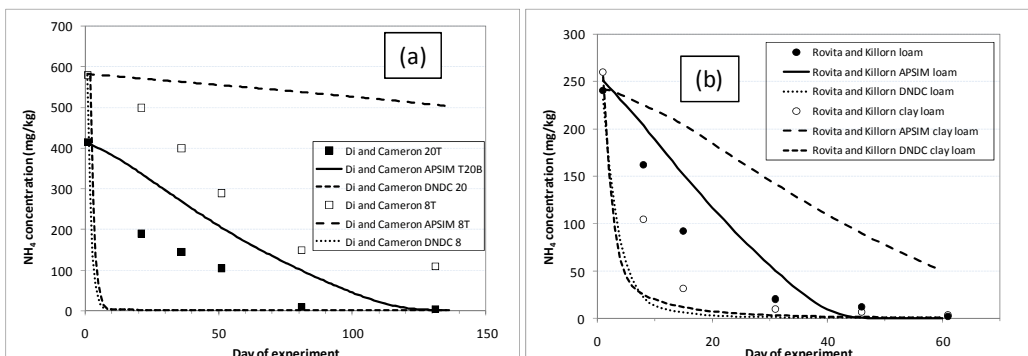 700
600
500
400
300
200
100
0
NH₄ concentration (mg/kg)
0 50 100 150
Day of experiment
(a)
Di and Cameron 20T
Di and Cameron APSIM T20B
Di and Cameron DNDC 20
Di and Cameron 8T
Di and Cameron APSIM 8T
Di and Cameron DNDC 8
300
250
200
150
100
50
0
NH₄ concentration (mg/kg)
0 20 40 60 80
Day of experiment
(b)
Rovita and Killorn loam
Rovita and Killorn APSIM loam
Rovita and Killorn DNDC loam
Rovita and Killorn clay loam
Rovita and Killorn APSIM clay loam
Rovita and Killorn DNDC clay loam